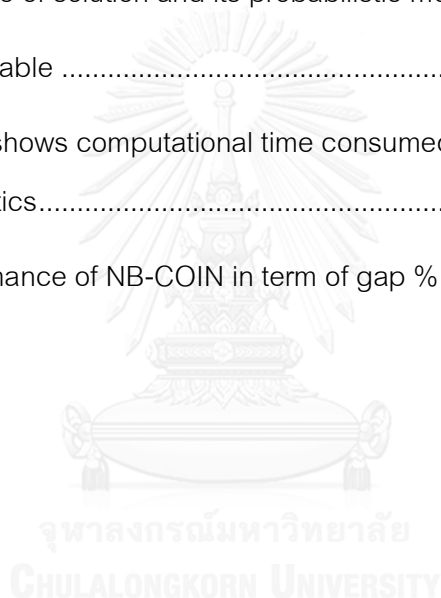 of solution and its probabilistic
able ..........................................
shows computational time consumed
tics.............................................
nance of NB-COIN in term of gap %
จุฬาลงกรณ์มหาวิทยาลัย
CHULALONGKORN UNIVERSITY